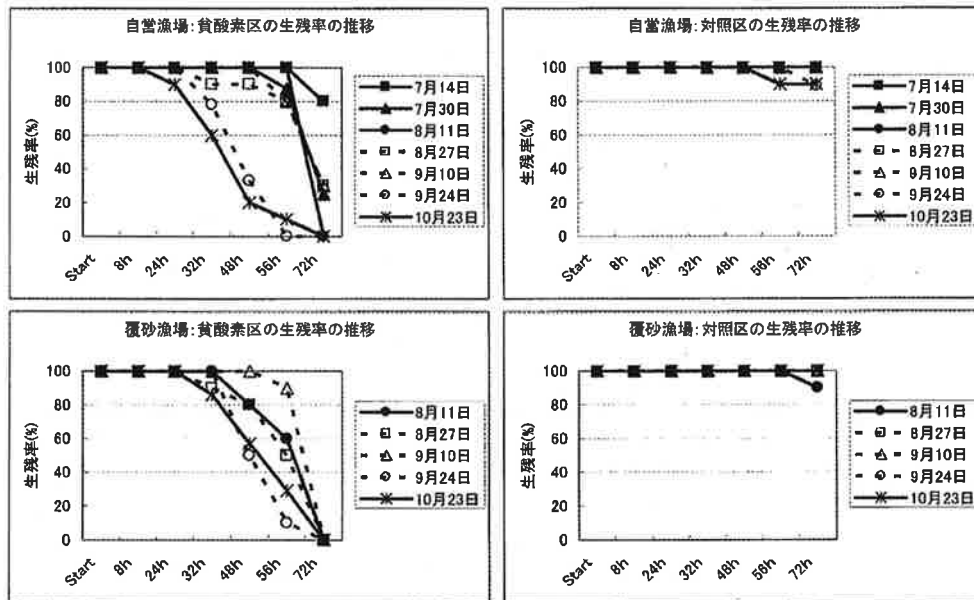 自営漁場:貧酸素区の生残率の推移
生残率(%)
100
80
60
40
20
0
Start
8h
24h
32h
48h
56h
72h
7月14日
7月30日
8月11日
8月27日
9月10日
9月24日
10月23日
自営漁場:対照区の生残率の推移
生残率(%)
100
80
60
40
20
0
Start
8h
24h
32h
48h
56h
72h
7月14日
7月30日
8月11日
8月27日
9月10日
9月24日
10月23日
覆砂漁場:貧酸素区の生残率の推移
生残率(%)
100
80
60
40
20
0
Start
8h
24h
32h
48h
56h
72h
8月11日
8月27日
9月10日
9月24日
10月23日
覆砂漁場:対照区の生残率の推移
生残率(%)
100
80
60
40
20
0
Start
8h
24h
32h
48h
56h
72h
8月11日
8月27日
9月10日
9月24日
10月23日